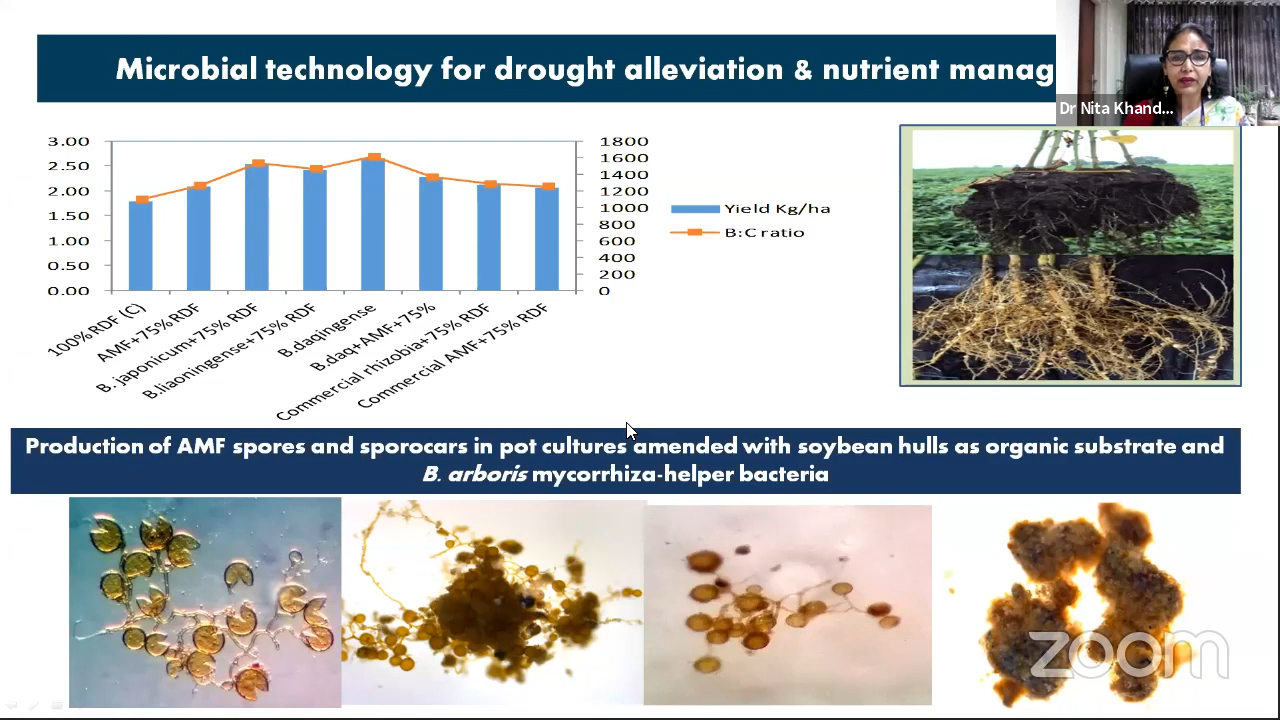 Microbial technology for drought alleviation & nutrient manag
Dr Nita Khand...
3.00
2.50
2.00
1.50
1.00
0.50
0.00
1800
1600
1400
1200
1000
800
600
400
200
0
Yield Kg/ha
B:C ratio
100%RDF (C)
AMF+75% RDF
B. japonicum+75% RDF
B.liaoningense+75% RDF
B.daqingense
B.daq+AMF+75%
Commercial rhizobia+75% RDF
Commercial AMF+75% RDF
Production of AMF spores and sporocars in pot cultures amended with soybean hulls as organic substrate and
B. arboris mycorrhiza-helper bacteria
zoom